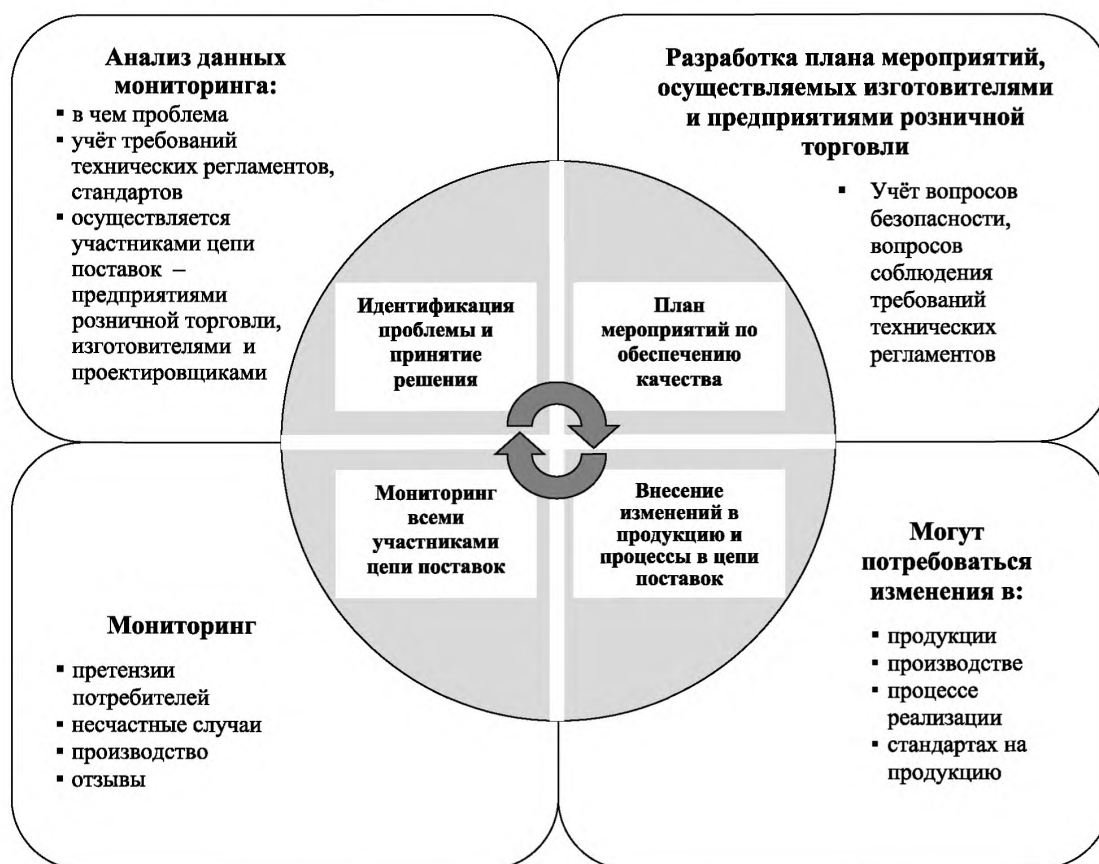 Анализ данных
мониторинга:
▪ в чем проблема
▪ учёт требований
технических регламентов,
стандартов
▪ осуществляется
участниками цепи
поставок –
предприятиями
розничной торговли,
изготовителями и
проектировщиками
Разработка плана мероприятий,
осуществляемых изготовителями
и предприятиями розничной
торговли
▪ Учёт вопросов
безопасности,
вопросов
соблюдения
требований
технических
регламентов
Идентификация
проблемы и
принятие
решения
План
мероприятий по
обеспечению
качества
Мониторинг
всеми
участниками
цепи поставок
Внесение
изменений в
продукцию и
процессы в цепи
поставок
Мониторинг
▪ претензии
потребителей
▪ несчастные случаи
▪ производство
▪ отзывы
Могут
потребоваться
изменения в:
▪ продукции
▪ производстве
▪ процессе
реализации
▪ стандартах на
продукцию